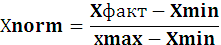 Xnorm = (Xфакт − Xmin) / (xmax − Xmin)